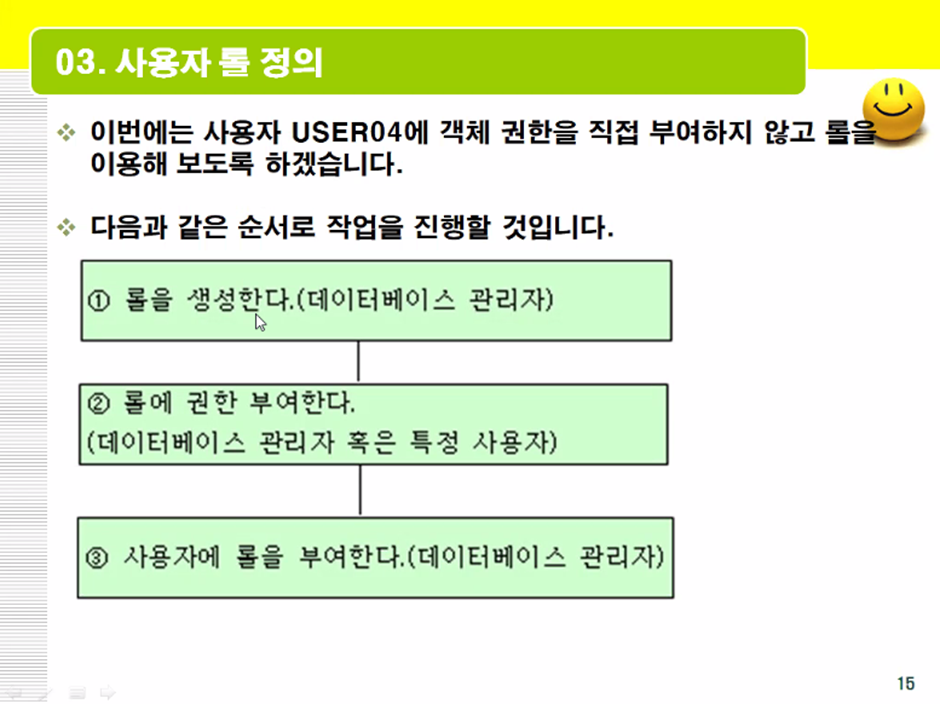 03. 사용자 롤 정의
이번에는 사용자 USER04에 객체 권한을 직접 부여하지 않고 롤을
이용해 보도록 하겠습니다.
다음과 같은 순서로 작업을 진행할 것입니다.
① 롤을 생성한다.(데이터베이스 관리자)
② 롤에 권한 부여한다.
(데이터베이스 관리자 혹은 특정 사용자)
③ 사용자에 롤을 부여한다.(데이터베이스 관리자)
15